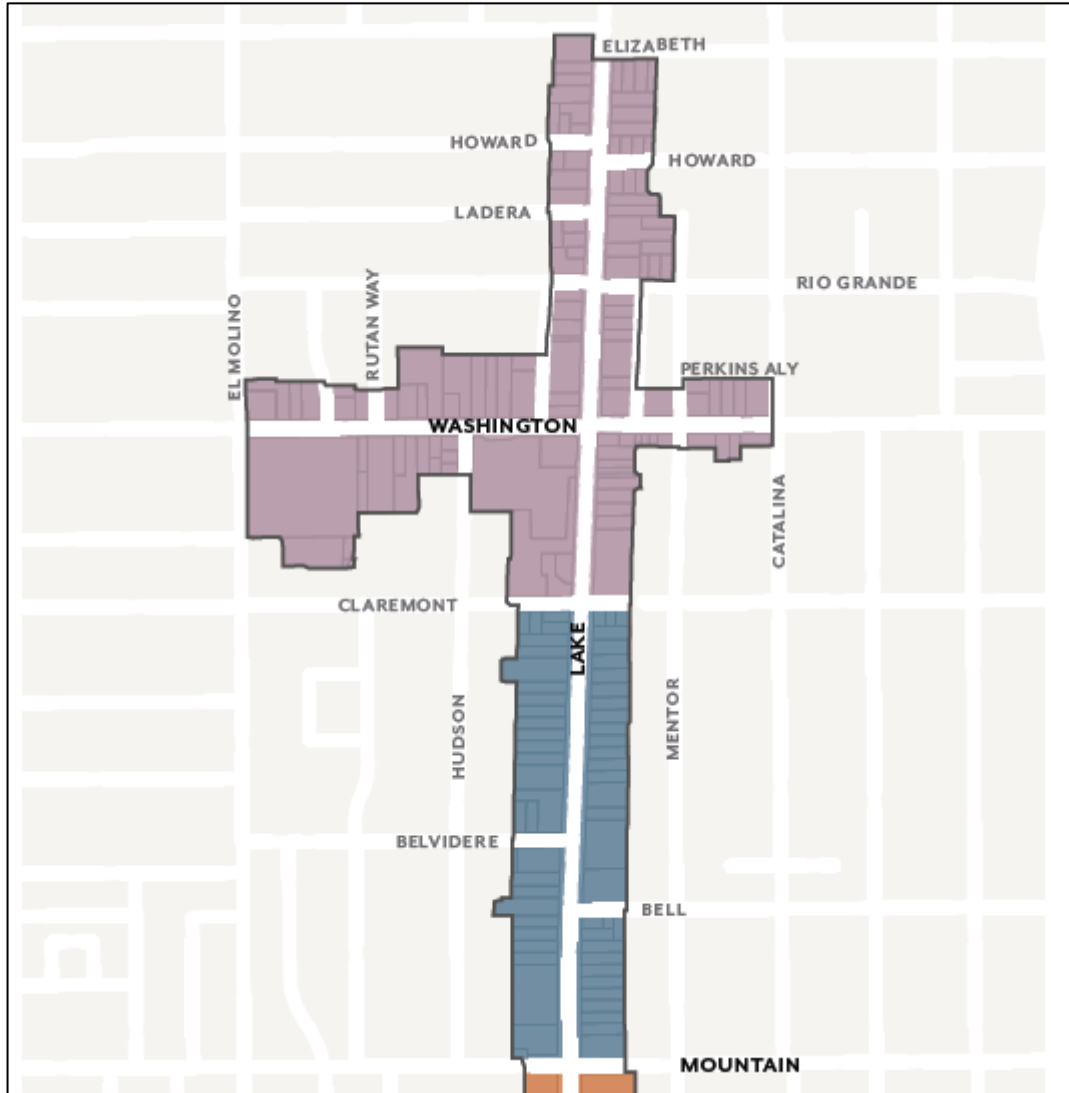 ELIZABETH
HOWARD
HOWARD
LADERA
RIO GRANDE
EL MOLINO
RUTAN WAY
PERKINS ALY
WASHINGTON
CATALINA
CLAREMONT
LAKE
HUDSON
MENTOR
BELVIDERE
BELL
MOUNTAIN